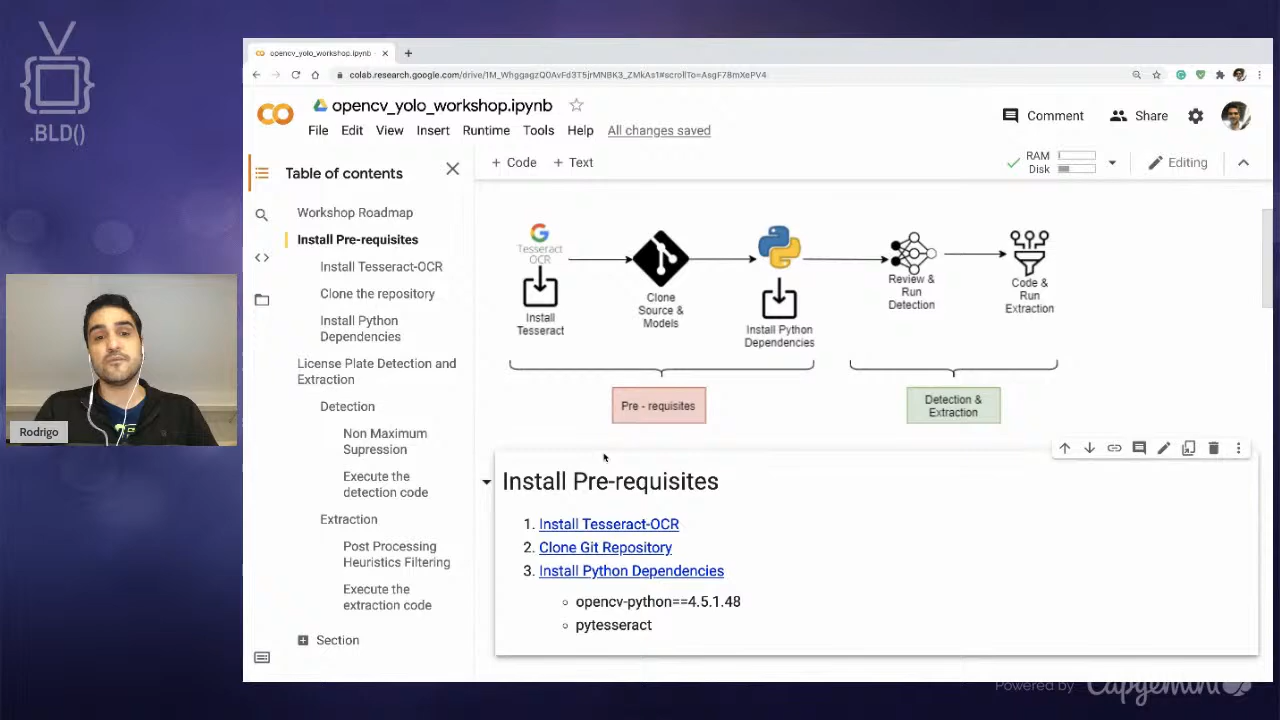 .BLD()
Rodrigo
opencv_yolo_workshop.ipynb
colab.research.google.com/drive/1M_WhggagzQ0AvFd3T5jrMNBK3_ZMkAs1#scrollTo=AsgF78mXePV4
opencv_yolo_workshop.ipynb
File Edit View Insert Runtime Tools Help All changes saved
Comment Share
+ Code + Text
RAM
Disk
Editing
Table of contents
Workshop Roadmap
Install Pre-requisites
Install Tesseract-OCR
Clone the repository
Install Python
Dependencies
License Plate Detection and
Extraction
Detection
Non Maximum
Supression
Execute the
detection code
Extraction
Post Processing
Heuristics Filtering
Execute the
extraction code
Section
Tesseract
OCR
Install
Tesseract
Clone
Source &
Models
Install Python
Dependencies
Review &
Run
Detection
Code &
Run
Extraction
Pre - requisites
Detection &
Extraction
Install Pre-requisites
1. Install Tesseract-OCR
2. Clone Git Repository
3. Install Python Dependencies
opencv-python==4.5.1.48
pytesseract
Powered by Capgemini